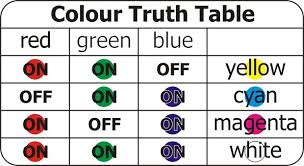 Colour Truth Table
red green blue
ON ON OFF yellow
OFF ON ON cyan
ON OFF ON magenta
ON ON ON white